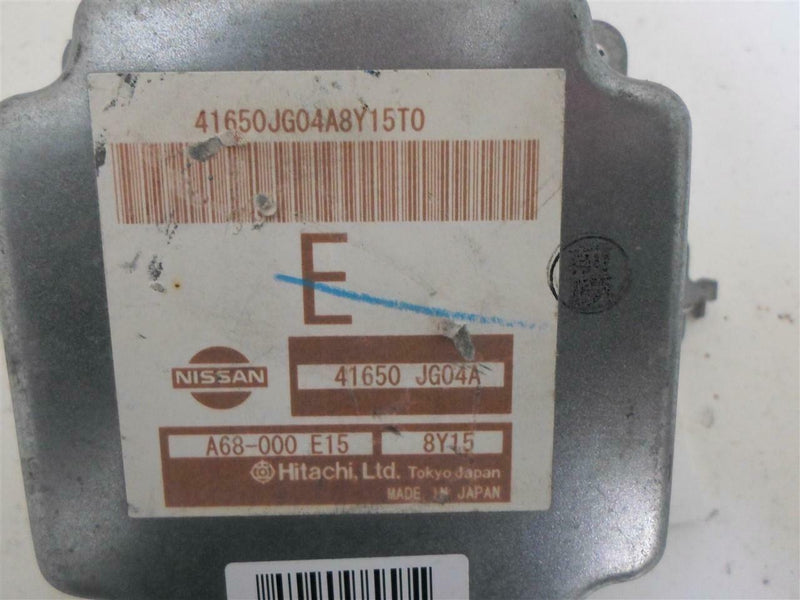 41650JG04A8Y15T0
E
NISSAN
41650 JG04A
A68-000 E15 8Y15
Hitachi, Ltd. Tokyo Japan
MADE IN JAPAN